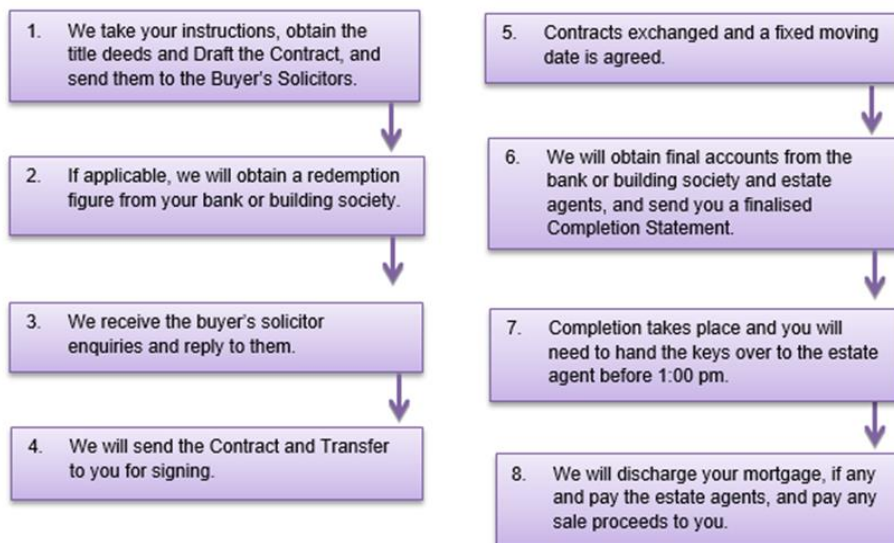 1. We take your instructions, obtain the
title deeds and Draft the Contract, and
send them to the Buyer's Solicitors.
2. If applicable, we will obtain a redemption
figure from your bank or building society.
3. We receive the buyer's solicitor
enquiries and reply to them.
4. We will send the Contract and Transfer
to you for signing.
5. Contracts exchanged and a fixed moving
date is agreed.
6. We will obtain final accounts from the
bank or building society and estate
agents, and send you a finalised
Completion Statement.
7. Completion takes place and you will
need to hand the keys over to the estate
agent before 1:00 pm.
8. We will discharge your mortgage, if any
and pay the estate agents, and pay any
sale proceeds to you.